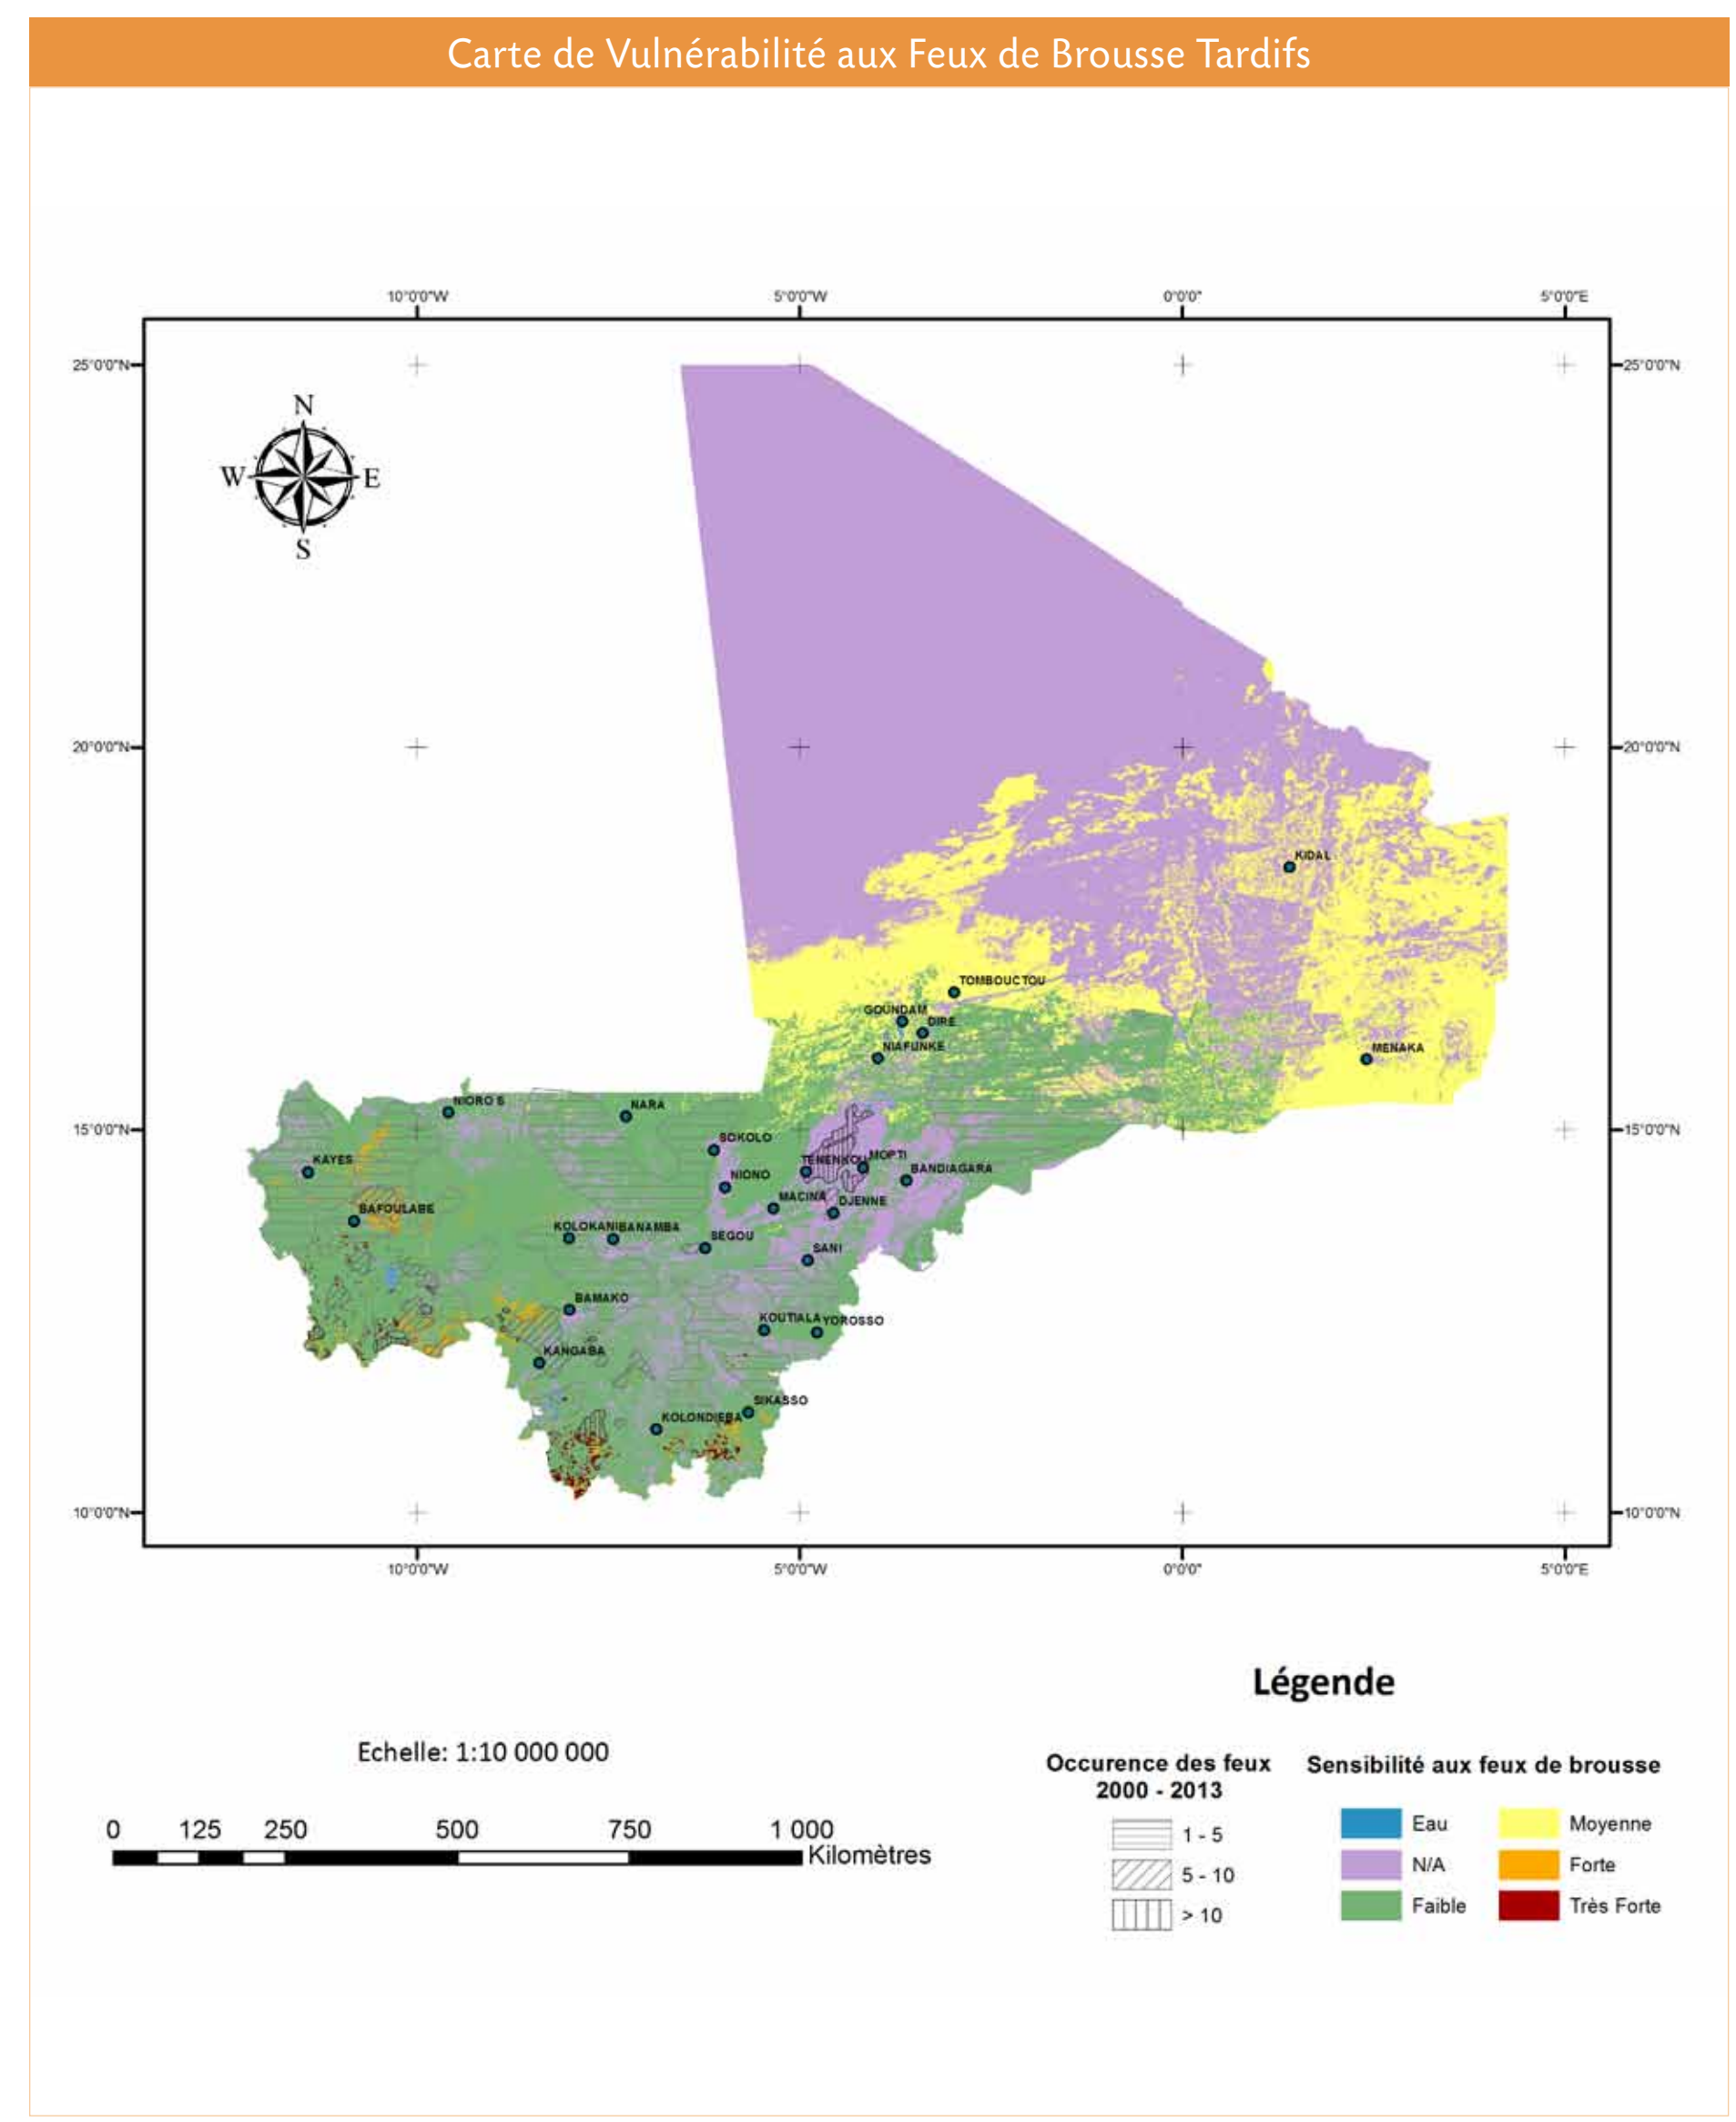 Carte de Vulnérabilité aux Feux de Brousse Tardifs
10°0'0"W 5°0'0"W 0°0'0" 5°0'0"E
25°0'0"N 25°0'0"N
N
W E
S
20°0'0"N 20°0'0"N
KIDAL
TOMBOUCTOU
GOUNDAM
DIRE
NIAFUNKE
MENAKA
NIORO S
NARA
15°0'0"N 15°0'0"N
SOKOLO
KAYES
TENENKOU
MOPTI
BANDIAGARA
NIONO
MACINA
DJENNE
BAFOULABE
KOLOKANI
BANAMBA
SEGOU
SANI
BAMAKO
KOUTIALA
YOROSSO
KANGABA
SIKASSO
KOLONDIEBA
10°0'0"N 10°0'0"N
10°0'0"W 5°0'0"W 0°0'0" 5°0'0"E
Légende
Echelle: 1:10 000 000
Occurence des feux
2000 - 2013
1 - 5
5 - 10
> 10
Sensibilité aux feux de brousse
Eau
N/A
Faible
Moyenne
Forte
Très Forte
0 125 250 500 750 1 000
Kilomètres